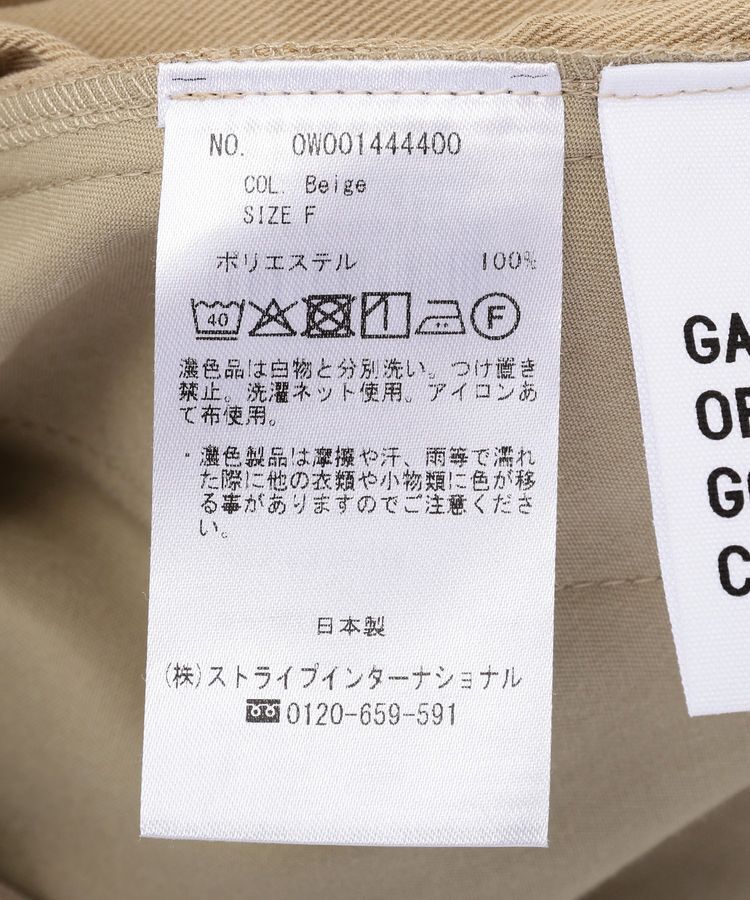 NO. OW001444400
COL. Beige
SIZE F
ポリエステル 100%
40
F
濃色品は白物と分別洗い。つけ置き
禁止。洗濯ネット使用。アイロンあ
て布使用。
・濃色製品は摩擦や汗、雨等で濡れ
た際に他の衣類や小物類に色が移
る事がありますのでご注意くださ
い。
日本製
(株)ストライプインターナショナル
0120-659-591
GA
GO
C